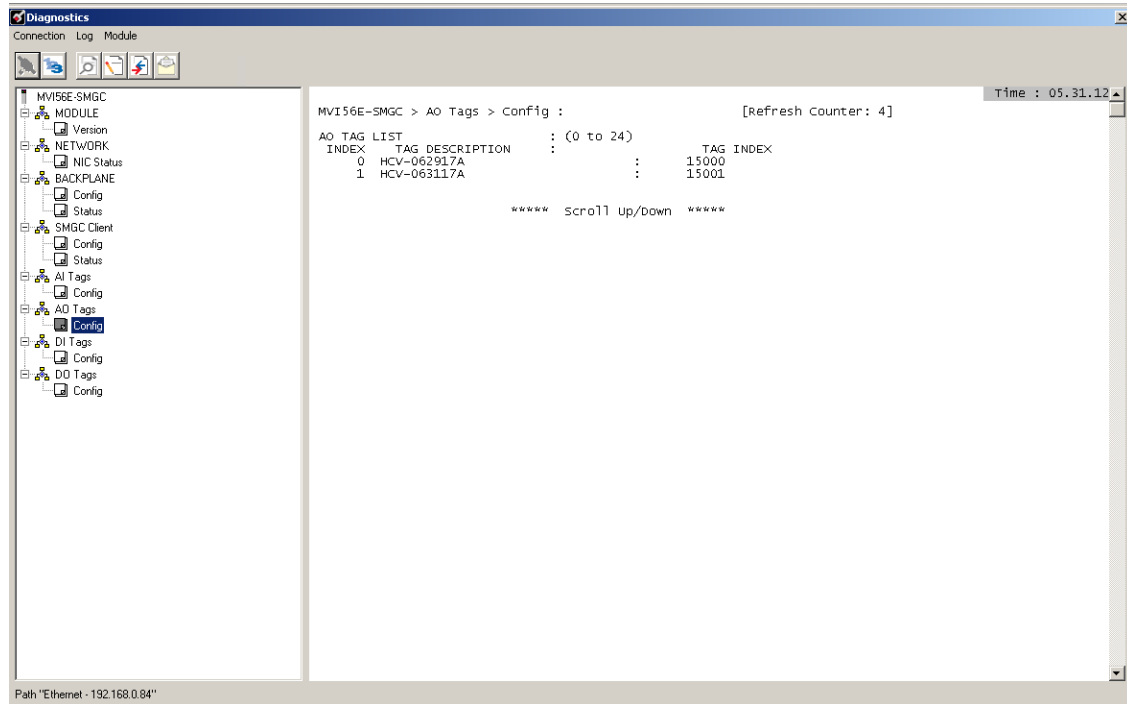 Diagnostics
Connection Log Module
MVI56E-SMGC
MODULE
Version
NETWORK
NIC Status
BACKPLANE
Config
Status
SMGC Client
Config
Status
AI Tags
Config
AO Tags
Config
DI Tags
Config
DO Tags
Config
Time : 05.31.12
MVI56E-SMGC > AO Tags > Config : [Refresh Counter: 4]
AO TAG LIST : (0 to 24)
INDEX TAG DESCRIPTION : TAG INDEX
0 HCV-062917A : 15000
1 HCV-063117A : 15001
***** Scroll Up/Down *****
Path "Ethernet - 192.168.0.84"